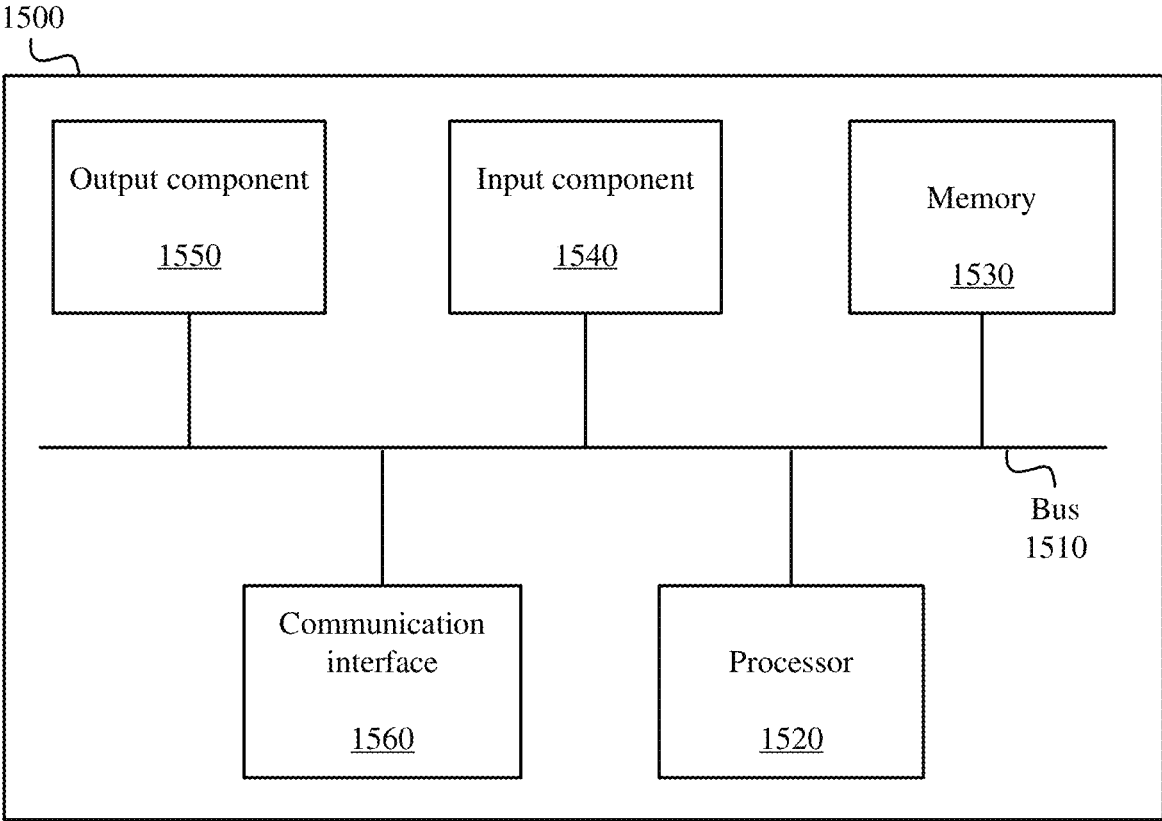 1500
Output component
1550
Input component
1540
Memory
1530
Bus
1510
Communication
interface
1560
Processor
1520